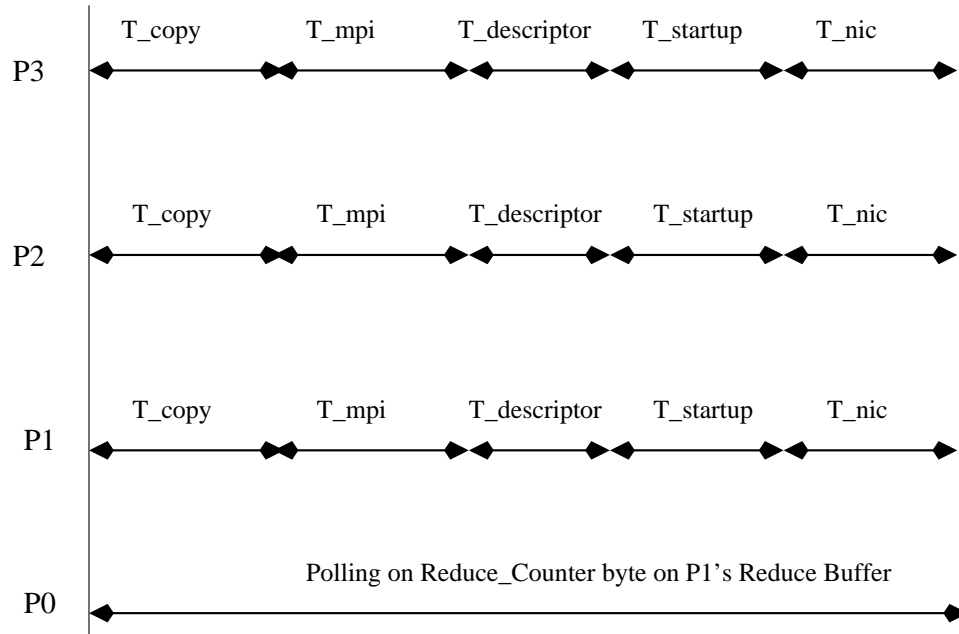 T_copy T_mpi T_descriptor T_startup T_nic
P3
T_copy T_mpi T_descriptor T_startup T_nic
P2
T_copy T_mpi T_descriptor T_startup T_nic
P1
Polling on Reduce_Counter byte on P1's Reduce Buffer
P0